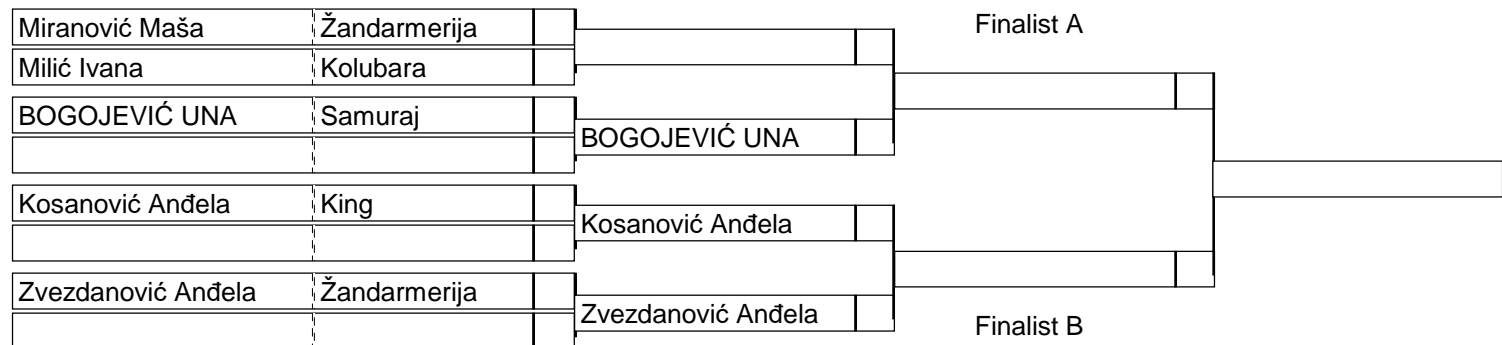 Miranović Maša Žandarmerija
Milić Ivana Kolubara
BOGOJEVIĆ UNA Samuraj
Kosanović Anđela King
Zvezdanović Anđela Žandarmerija
BOGOJEVIĆ UNA
Kosanović Anđela
Zvezdanović Anđela
Finalist A
Finalist B